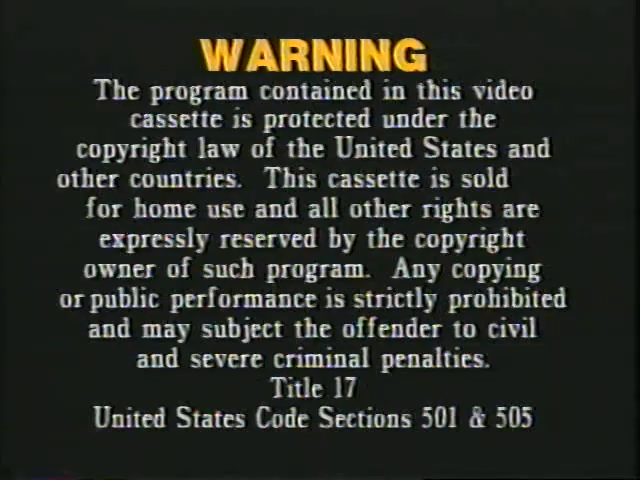 WARNING
The program contained in this video
cassette is protected under the
copyright law of the United States and
other countries. This cassette is sold
for home use and all other rights are
expressly reserved by the copyright
owner of such program. Any copying
or public performance is strictly prohibited
and may subject the offender to civil
and severe criminal penalties.
Title 17
United States Code Sections 501 & 505